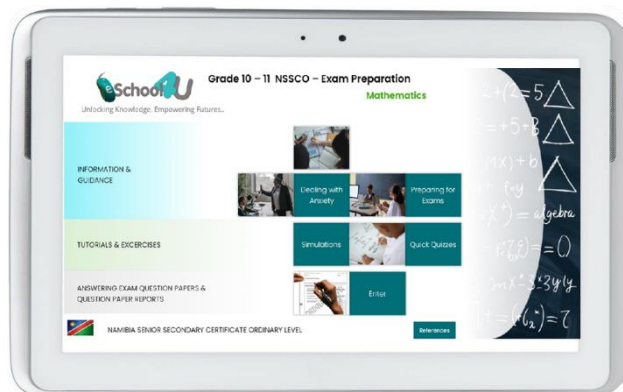 eSchool4U
Unlocking Knowledge, Empowering Futures..
Grade 10 – 11 NSSCO – Exam Preparation
Mathematics
INFORMATION &
GUIDANCE
Dealing with
Anxiety
Preparing for
Exams
TUTORIALS & EXCERCISES
Simulations
Quick Quizzes
ANSWERING EXAM QUESTION PAPERS &
QUESTION PAPER REPORTS
Enter
NAMIBIA SENIOR SECONDARY CERTIFICATE ORDINARY LEVEL
References
= algebra